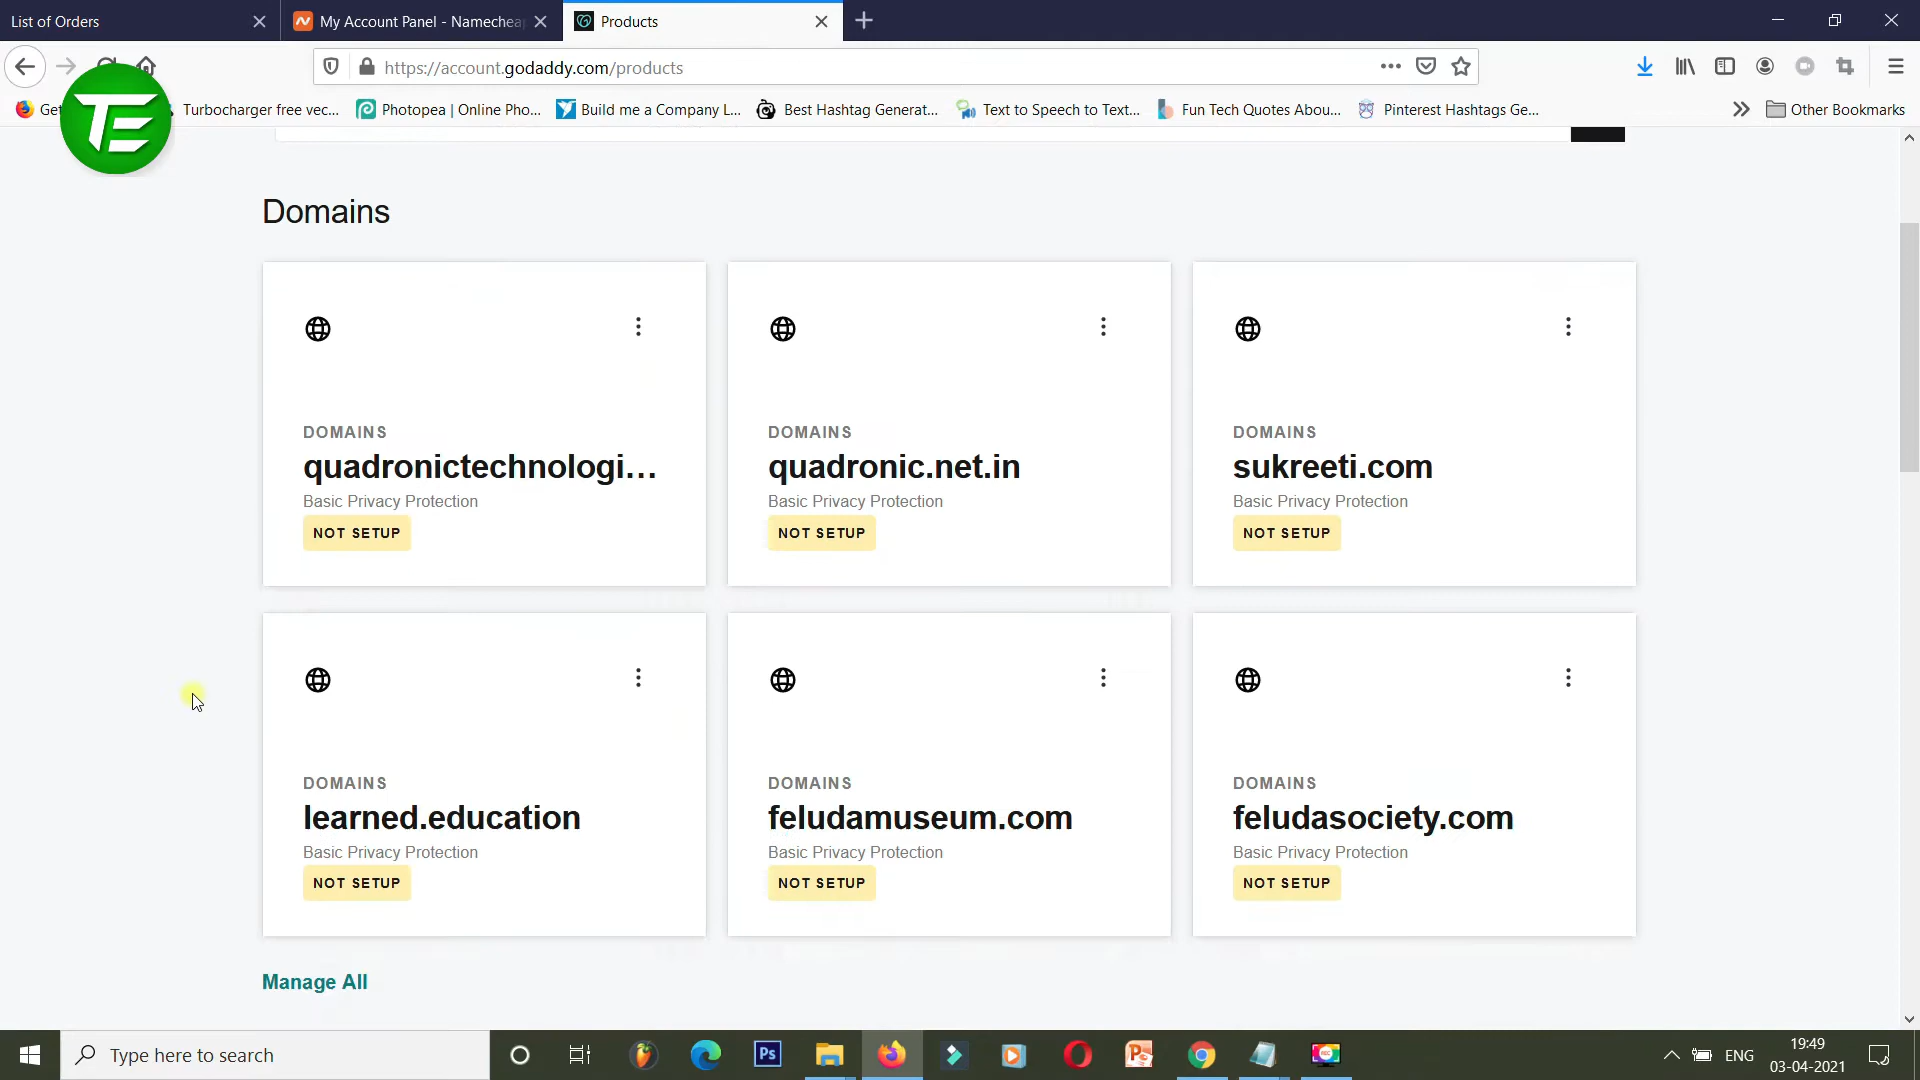 List of Orders
My Account Panel - Namecheap
Products
https://account.godaddy.com/products
Get
Turbocharger free vec...
Photopea | Online Pho...
Build me a Company L...
Best Hashtag Generat...
Text to Speech to Text...
Fun Tech Quotes Abou...
Pinterest Hashtags Ge...
Other Bookmarks
TE
Domains
DOMAINS
quadronictechnologi...
Basic Privacy Protection
NOT SETUP
DOMAINS
quadronic.net.in
Basic Privacy Protection
NOT SETUP
DOMAINS
sukreeti.com
Basic Privacy Protection
NOT SETUP
DOMAINS
learned.education
Basic Privacy Protection
NOT SETUP
DOMAINS
feludamuseum.com
Basic Privacy Protection
NOT SETUP
DOMAINS
feludasociety.com
Basic Privacy Protection
NOT SETUP
Manage All
Type here to search
Ps
ENG
19:49
03-04-2021